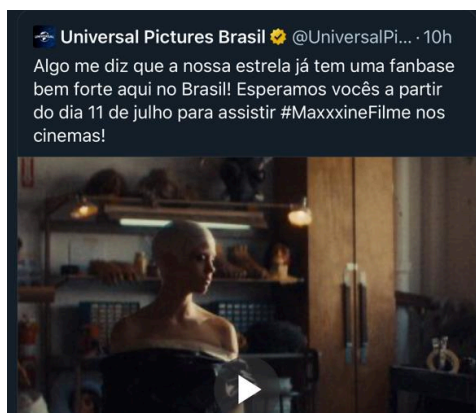 Universal Pictures Brasil @UniversalPi... · 10h
Algo me diz que a nossa estrela já tem uma fanbase
bem forte aqui no Brasil! Esperamos vocês a partir
do dia 11 de julho para assistir #MaxxxineFilme nos
cinemas!